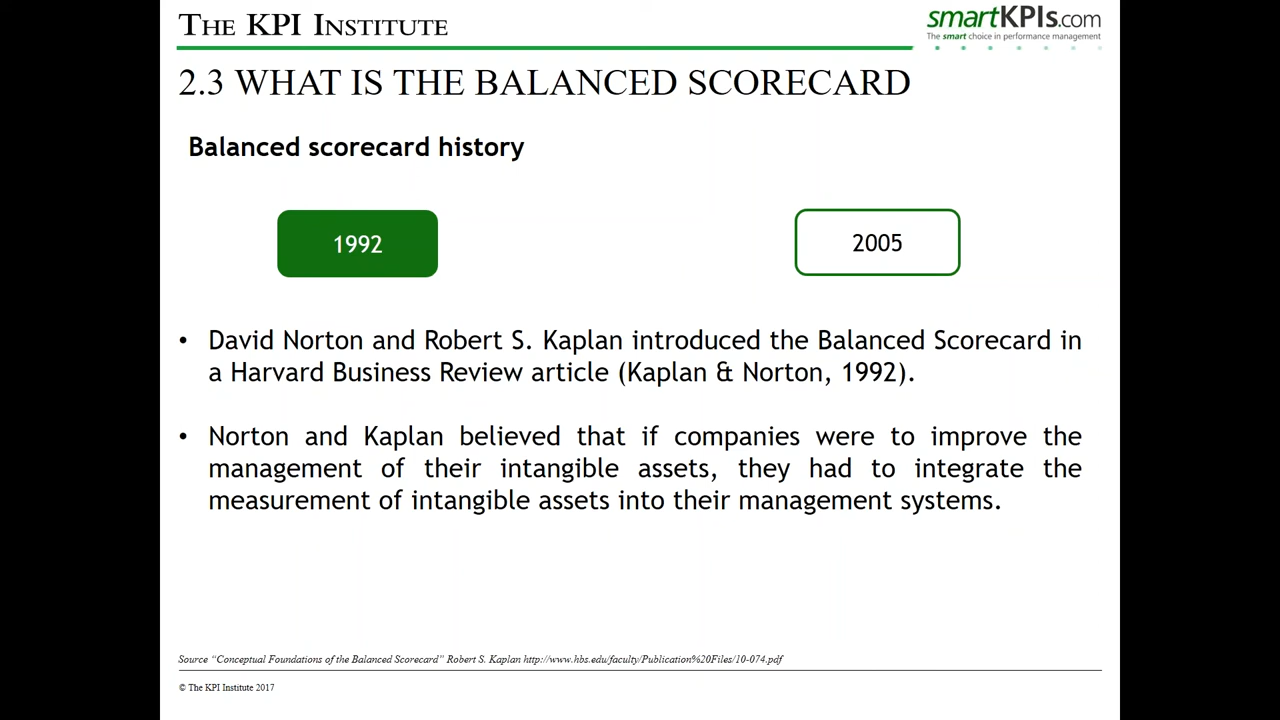 THE KPI INSTITUTE
smartKPIs.com
The smart choice in performance management
2.3 WHAT IS THE BALANCED SCORECARD
Balanced scorecard history
1992
2005
• David Norton and Robert S. Kaplan introduced the Balanced Scorecard in
a Harvard Business Review article (Kaplan & Norton, 1992).
• Norton and Kaplan believed that if companies were to improve the
management of their intangible assets, they had to integrate the
measurement of intangible assets into their management systems.
Source “Conceptual Foundations of the Balanced Scorecard” Robert S. Kaplan http://www.hbs.edu/faculty/Publication%20Files/10-074.pdf
© The KPI Institute 2017